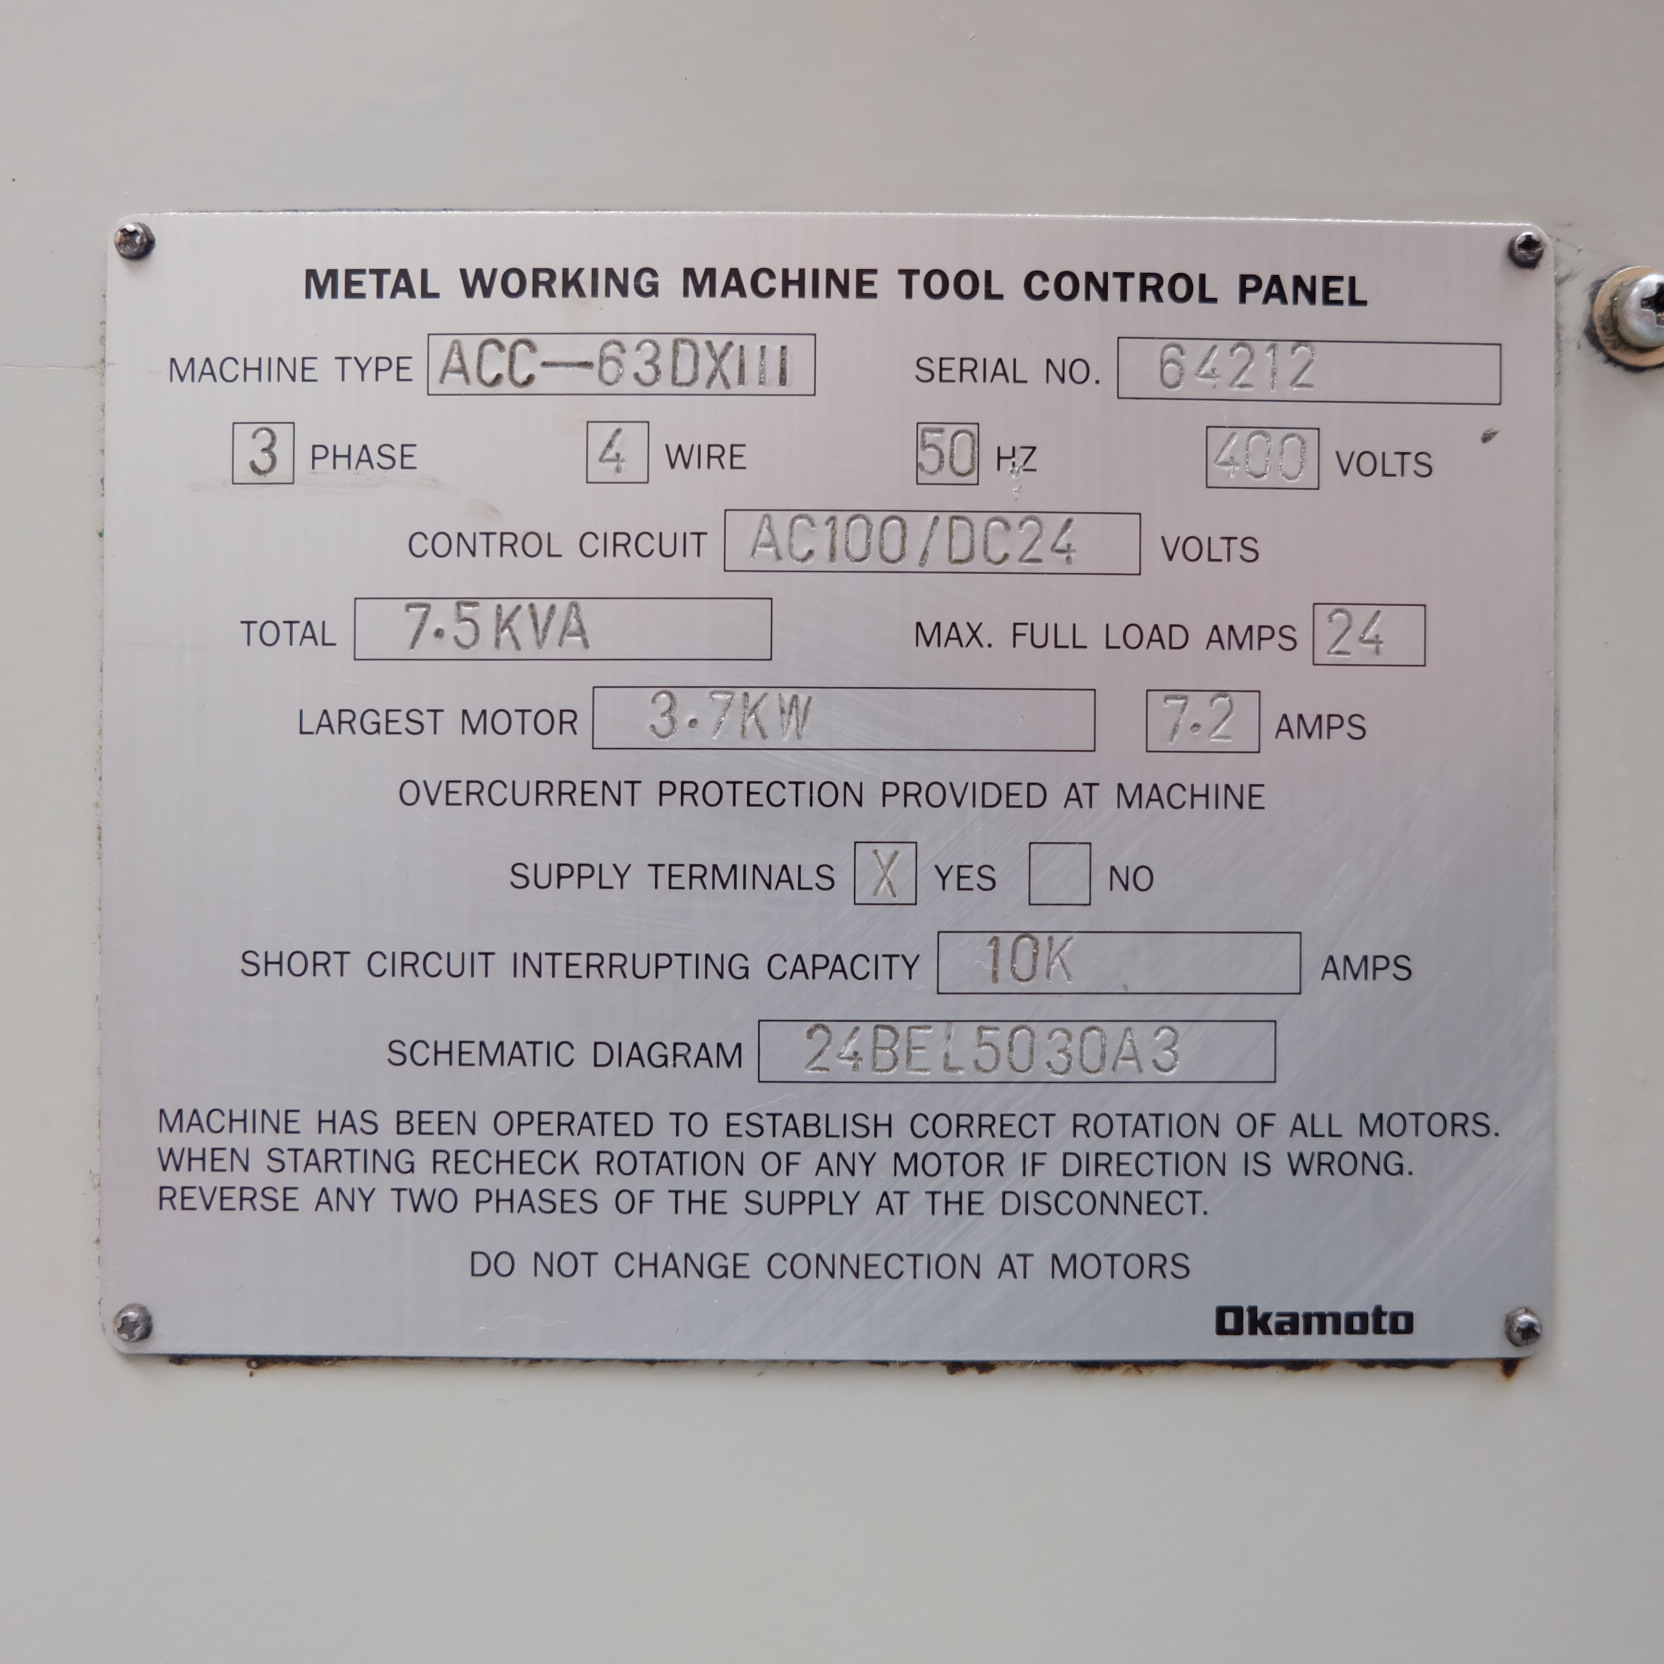 METAL WORKING MACHINE TOOL CONTROL PANEL
MACHINE TYPE ACC-63DXIII SERIAL NO. 64212
3 PHASE 4 WIRE 50 HZ 400 VOLTS
CONTROL CIRCUIT AC100/DC24 VOLTS
TOTAL 7.5KVA MAX. FULL LOAD AMPS 24
LARGEST MOTOR 3.7KW 7.2 AMPS
OVERCURRENT PROTECTION PROVIDED AT MACHINE
SUPPLY TERMINALS X YES NO
SHORT CIRCUIT INTERRUPTING CAPACITY 10K AMPS
SCHEMATIC DIAGRAM 24BEL5030A3
MACHINE HAS BEEN OPERATED TO ESTABLISH CORRECT ROTATION OF ALL MOTORS.
WHEN STARTING RECHECK ROTATION OF ANY MOTOR IF DIRECTION IS WRONG.
REVERSE ANY TWO PHASES OF THE SUPPLY AT THE DISCONNECT.
DO NOT CHANGE CONNECTION AT MOTORS
Okamoto